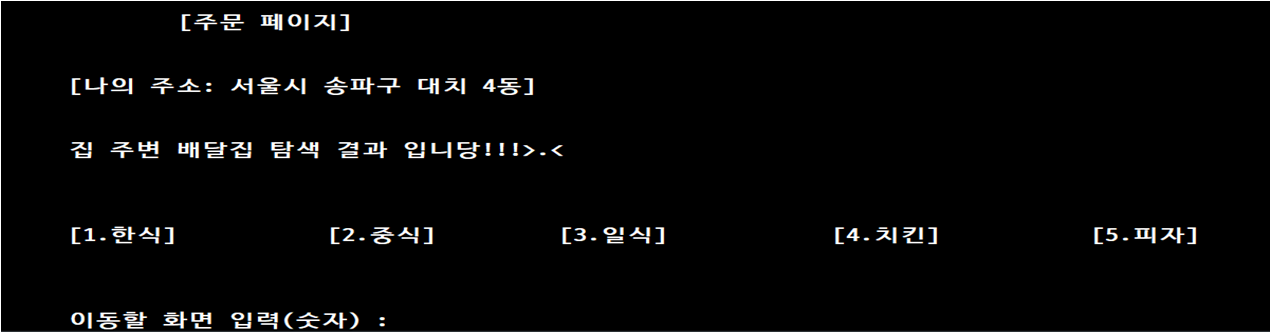 [주문 페이지]
[나의 주소: 서울시 송파구 대치 4동]
집 주변 배달집 탐색 결과 입니당!!!>.<
[1.한식] [2.중식] [3.일식] [4.치킨] [5.피자]
이동할 화면 입력(숫자) :